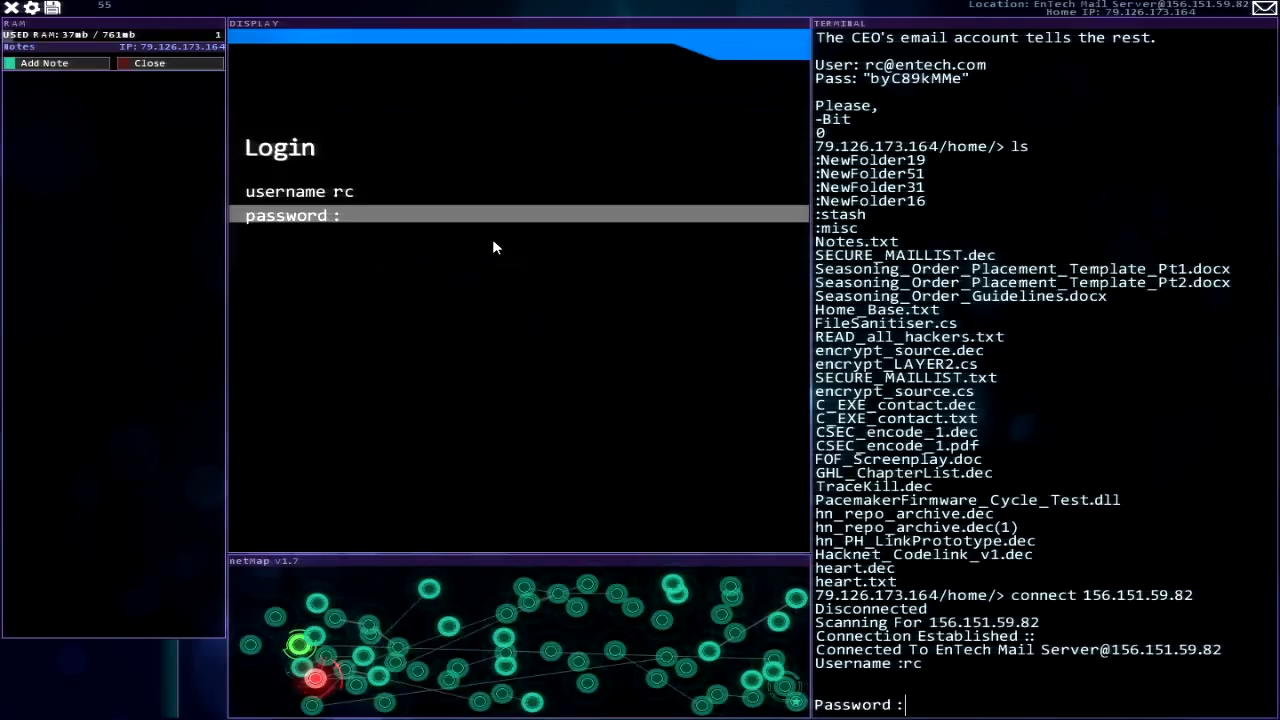 55
Location: EnTech Mail Server@156.151.59.82
Home IP: 79.126.173.164
RAM
USED RAM: 37mb / 761mb 1
Notes IP: 79.126.173.164
Add Note Close
DISPLAY
Login
username rc
password :
netMap v1.7
TERMINAL
The CEO's email account tells the rest.
User: rc@entech.com
Pass: "byC89kMMe"
Please,
-Bit
0
79.126.173.164/home/> ls
:NewFolder19
:NewFolder51
:NewFolder31
:NewFolder16
:stash
:misc
Notes.txt
SECURE_MAILLIST.dec
Seasoning_Order_Placement_Template_Pt1.docx
Seasoning_Order_Placement_Template_Pt2.docx
Seasoning_Order_Guidelines.docx
Home_Base.txt
FileSanitiser.cs
READ_all_hackers.txt
encrypt_source.dec
encrypt_LAYER2.cs
SECURE_MAILLIST.txt
encrypt_source.cs
C_EXE_contact.dec
C_EXE_contact.txt
CSEC_encode_1.dec
CSEC_encode_1.pdf
FOF_Screenplay.doc
GHL_ChapterList.dec
TraceKill.dec
PacemakerFirmware_Cycle_Test.dll
hn_repo_archive.dec
hn_repo_archive.dec(1)
hn_PH_LinkPrototype.dec
Hacknet_Codelink_v1.dec
heart.dec
heart.txt
79.126.173.164/home/> connect 156.151.59.82
Disconnected
Scanning For 156.151.59.82
Connection Established ::
Connected To EnTech Mail Server@156.151.59.82
Username :rc
Password :